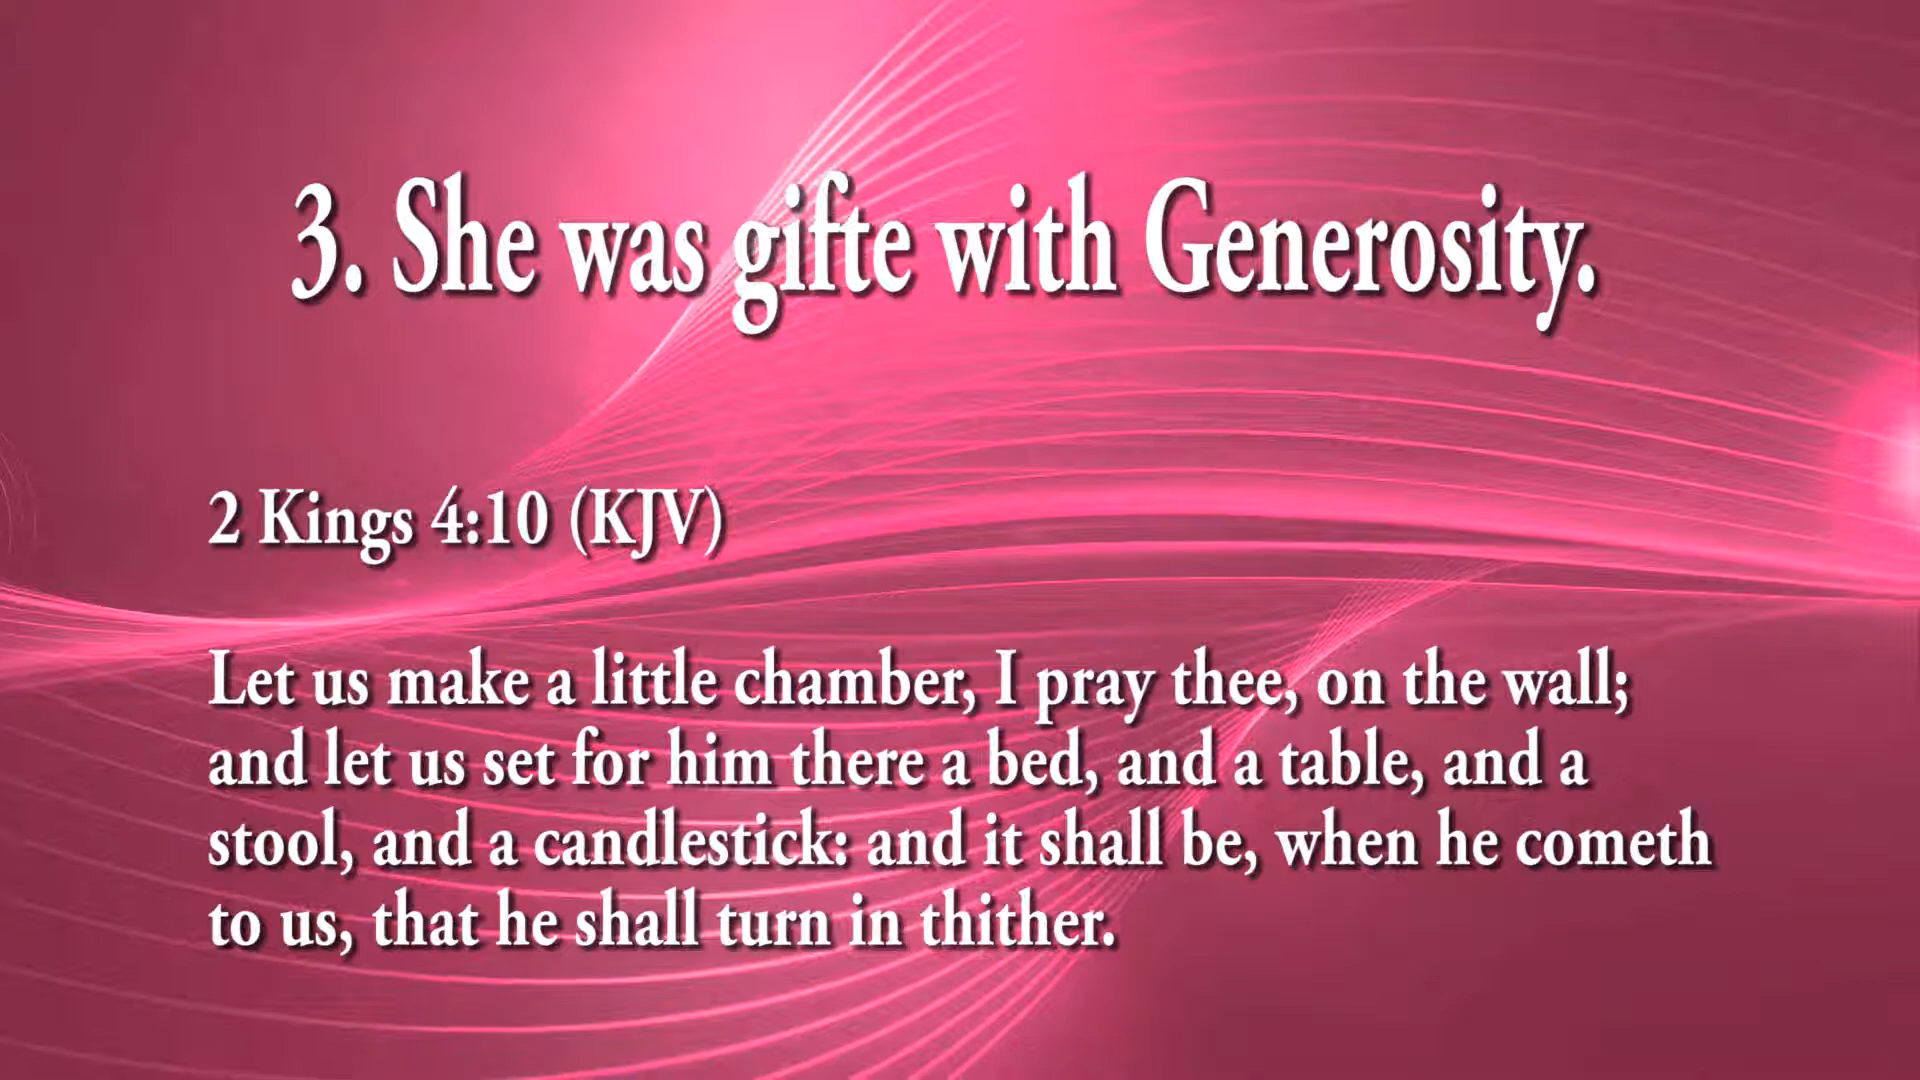 3. She was gifte with Generosity.
2 Kings 4:10 (KJV)
Let us make a little chamber, I pray thee, on the wall;
and let us set for him there a bed, and a table, and a
stool, and a candlestick: and it shall be, when he cometh
to us, that he shall turn in thither.